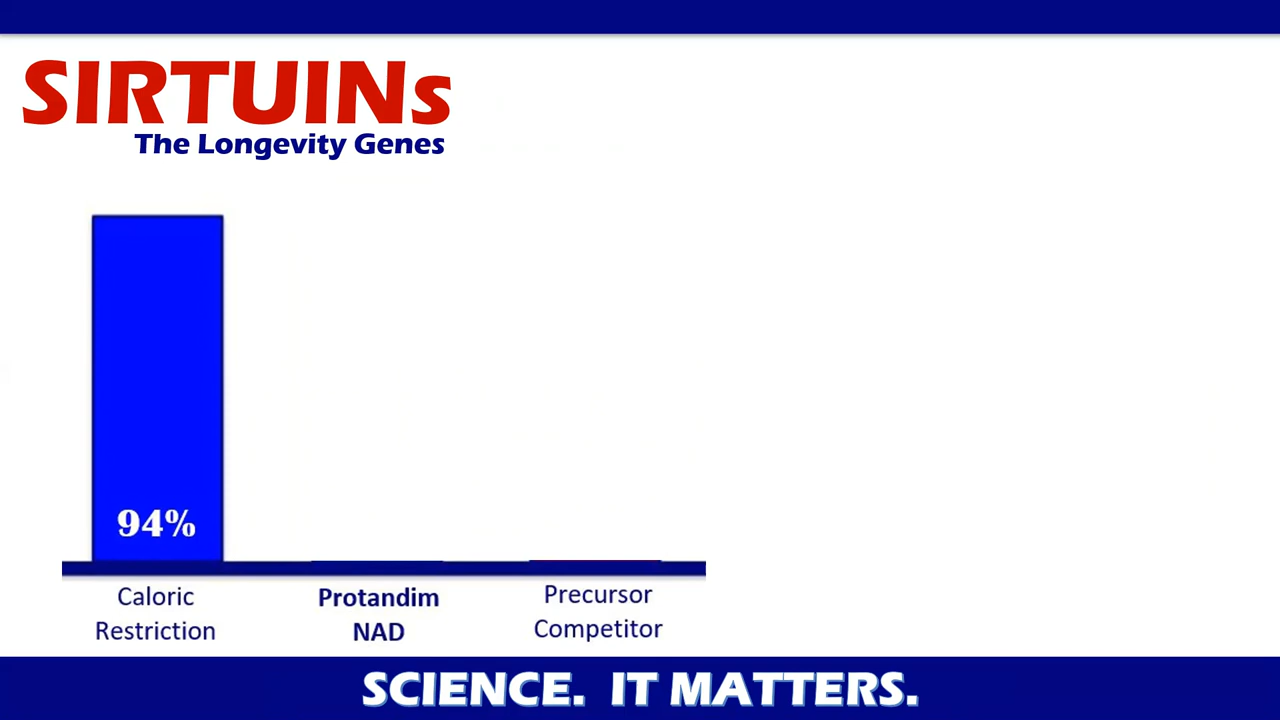 SIRTUINs
The Longevity Genes
94%
Caloric
Restriction
Protandim
NAD
Precursor
Competitor
SCIENCE. IT MATTERS.